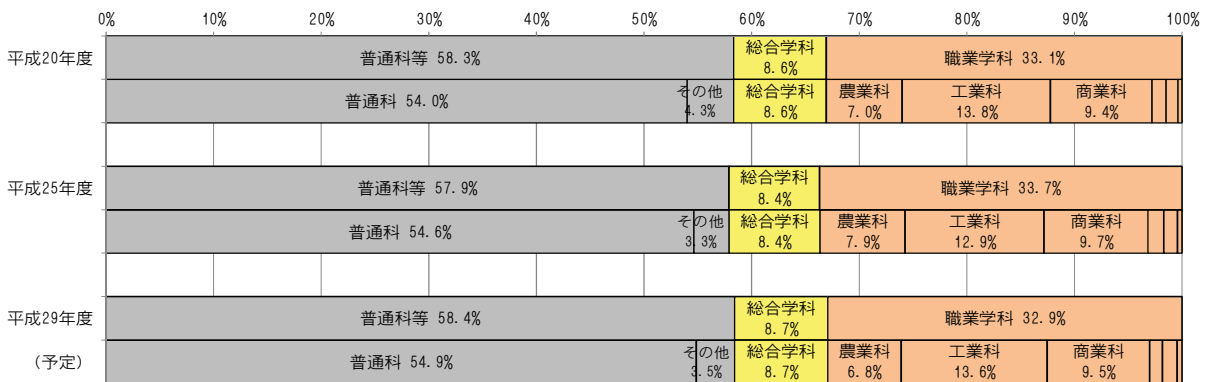 0% 10% 20% 30% 40% 50% 60% 70% 80% 90% 100%
平成20年度
普通科等 58.3%
総合学科
8.6%
職業学科 33.1%
普通科 54.0%
その他
4.3%
総合学科
8.6%
農業科
7.0%
工業科
13.8%
商業科
9.4%
平成25年度
普通科等 57.9%
総合学科
8.4%
職業学科 33.7%
普通科 54.6%
その他
3.3%
総合学科
8.4%
農業科
7.9%
工業科
12.9%
商業科
9.7%
平成29年度
普通科等 58.4%
総合学科
8.7%
職業学科 32.9%
(予定)
普通科 54.9%
その他
3.5%
総合学科
8.7%
農業科
6.8%
工業科
13.6%
商業科
9.5%